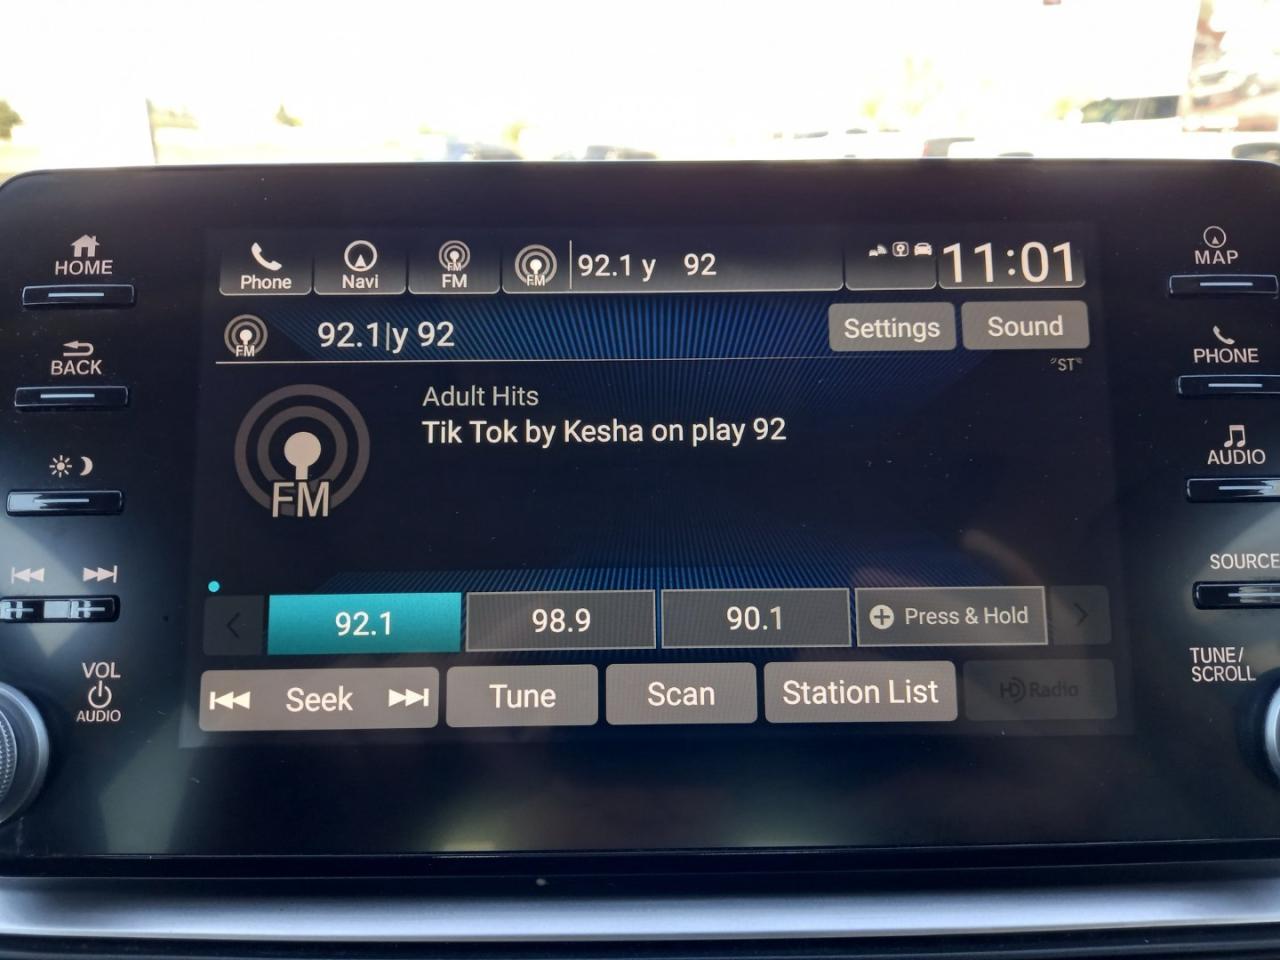 HOME
BACK
VOL
AUDIO
Phone
Navi
FM
FM
FM
92.1 y 92
11:01
FM
92.1|y 92
Settings
Sound
ST
Adult Hits
Tik Tok by Kesha on play 92
FM
92.1
98.9
90.1
Press & Hold
Seek
Tune
Scan
Station List
HD Radio
MAP
PHONE
AUDIO
SOURCE
TUNE/
SCROLL